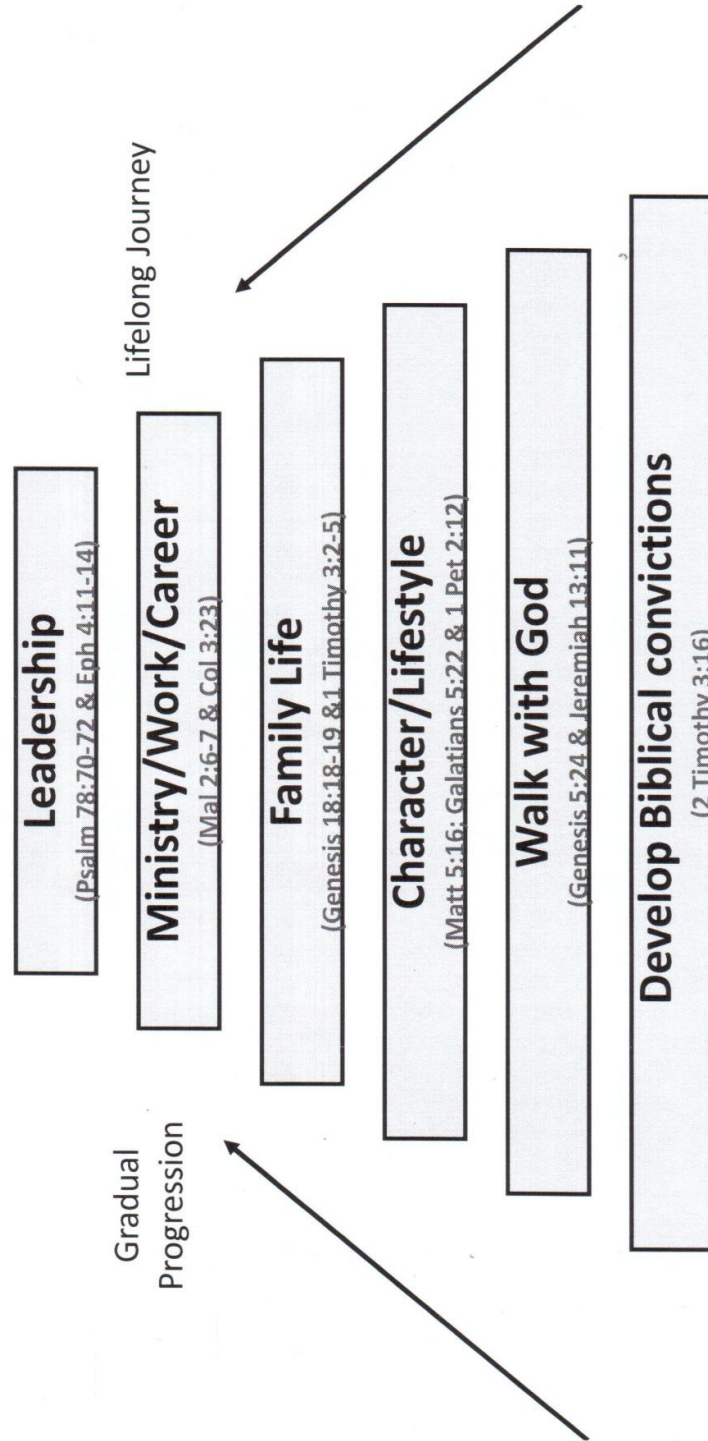 Leadership
(Psalm 78:70-72 & Eph 4:11-14)
Gradual
Progression
Lifelong Journey
Ministry/Work/Career
(Mal 2:6-7 & Col 3:23)
Family Life
(Genesis 18:18-19 &1 Timothy 3:2-5)
Character/Lifestyle
(Matt 5:16; Galatians 5:22 & 1 Pet 2:12)
Walk with God
(Genesis 5:24 & Jeremiah 13:11)
Develop Biblical convictions
(2 Timothy 3:16)